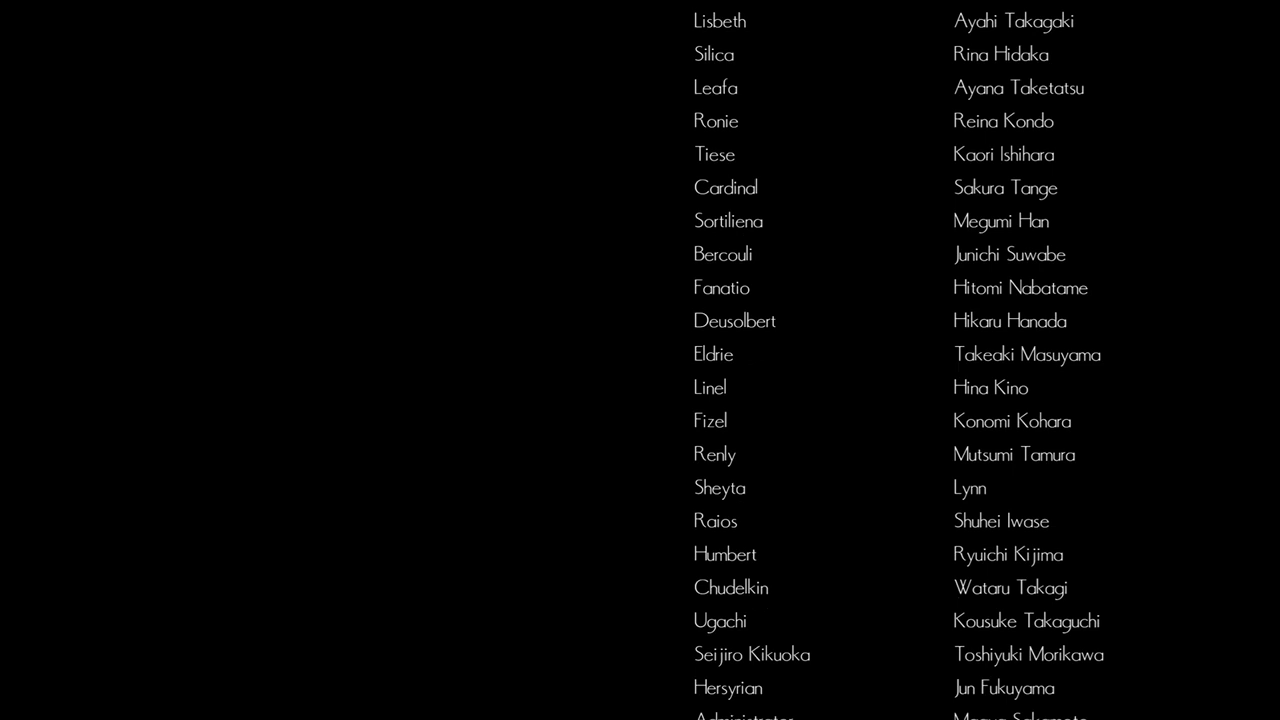 Lisbeth Ayahi Takagaki
Silica Rina Hidaka
Leafa Ayana Taketatsu
Ronie Reina Kondo
Tiese Kaori Ishihara
Cardinal Sakura Tange
Sortiliena Megumi Han
Bercouli Junichi Suwabe
Fanatio Hitomi Nabatame
Deusolbert Hikaru Hanada
Eldrie Takeaki Masuyama
Linel Hina Kino
Fizel Konomi Kohara
Renly Mutsumi Tamura
Sheyta Lynn
Raios Shuhei Iwase
Humbert Ryuichi Kijima
Chudelkin Wataru Takagi
Ugachi Kousuke Takaguchi
Seijiro Kikuoka Toshiyuki Morikawa
Hersyrian Jun Fukuyama